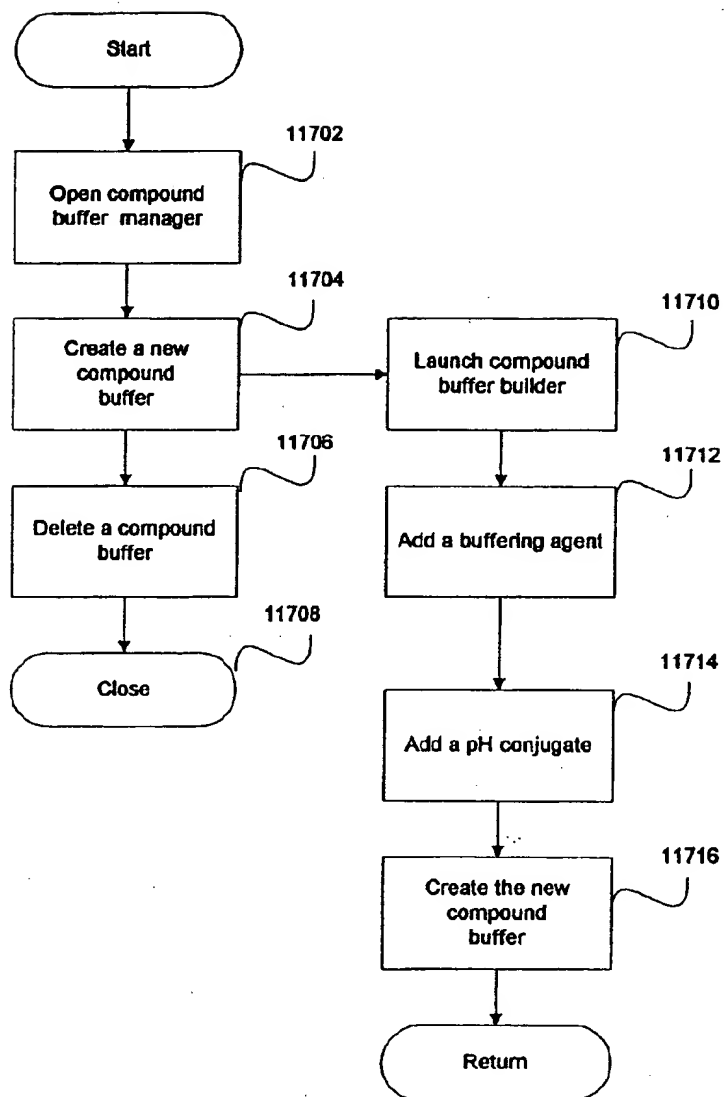 Start
11702
Open compound
buffer manager
11704
Create a new
compound
buffer
11706
Delete a compound
buffer
11708
Close
11710
Launch compound
buffer builder
11712
Add a buffering agent
11714
Add a pH conjugate
11716
Create the new
compound
buffer
Return